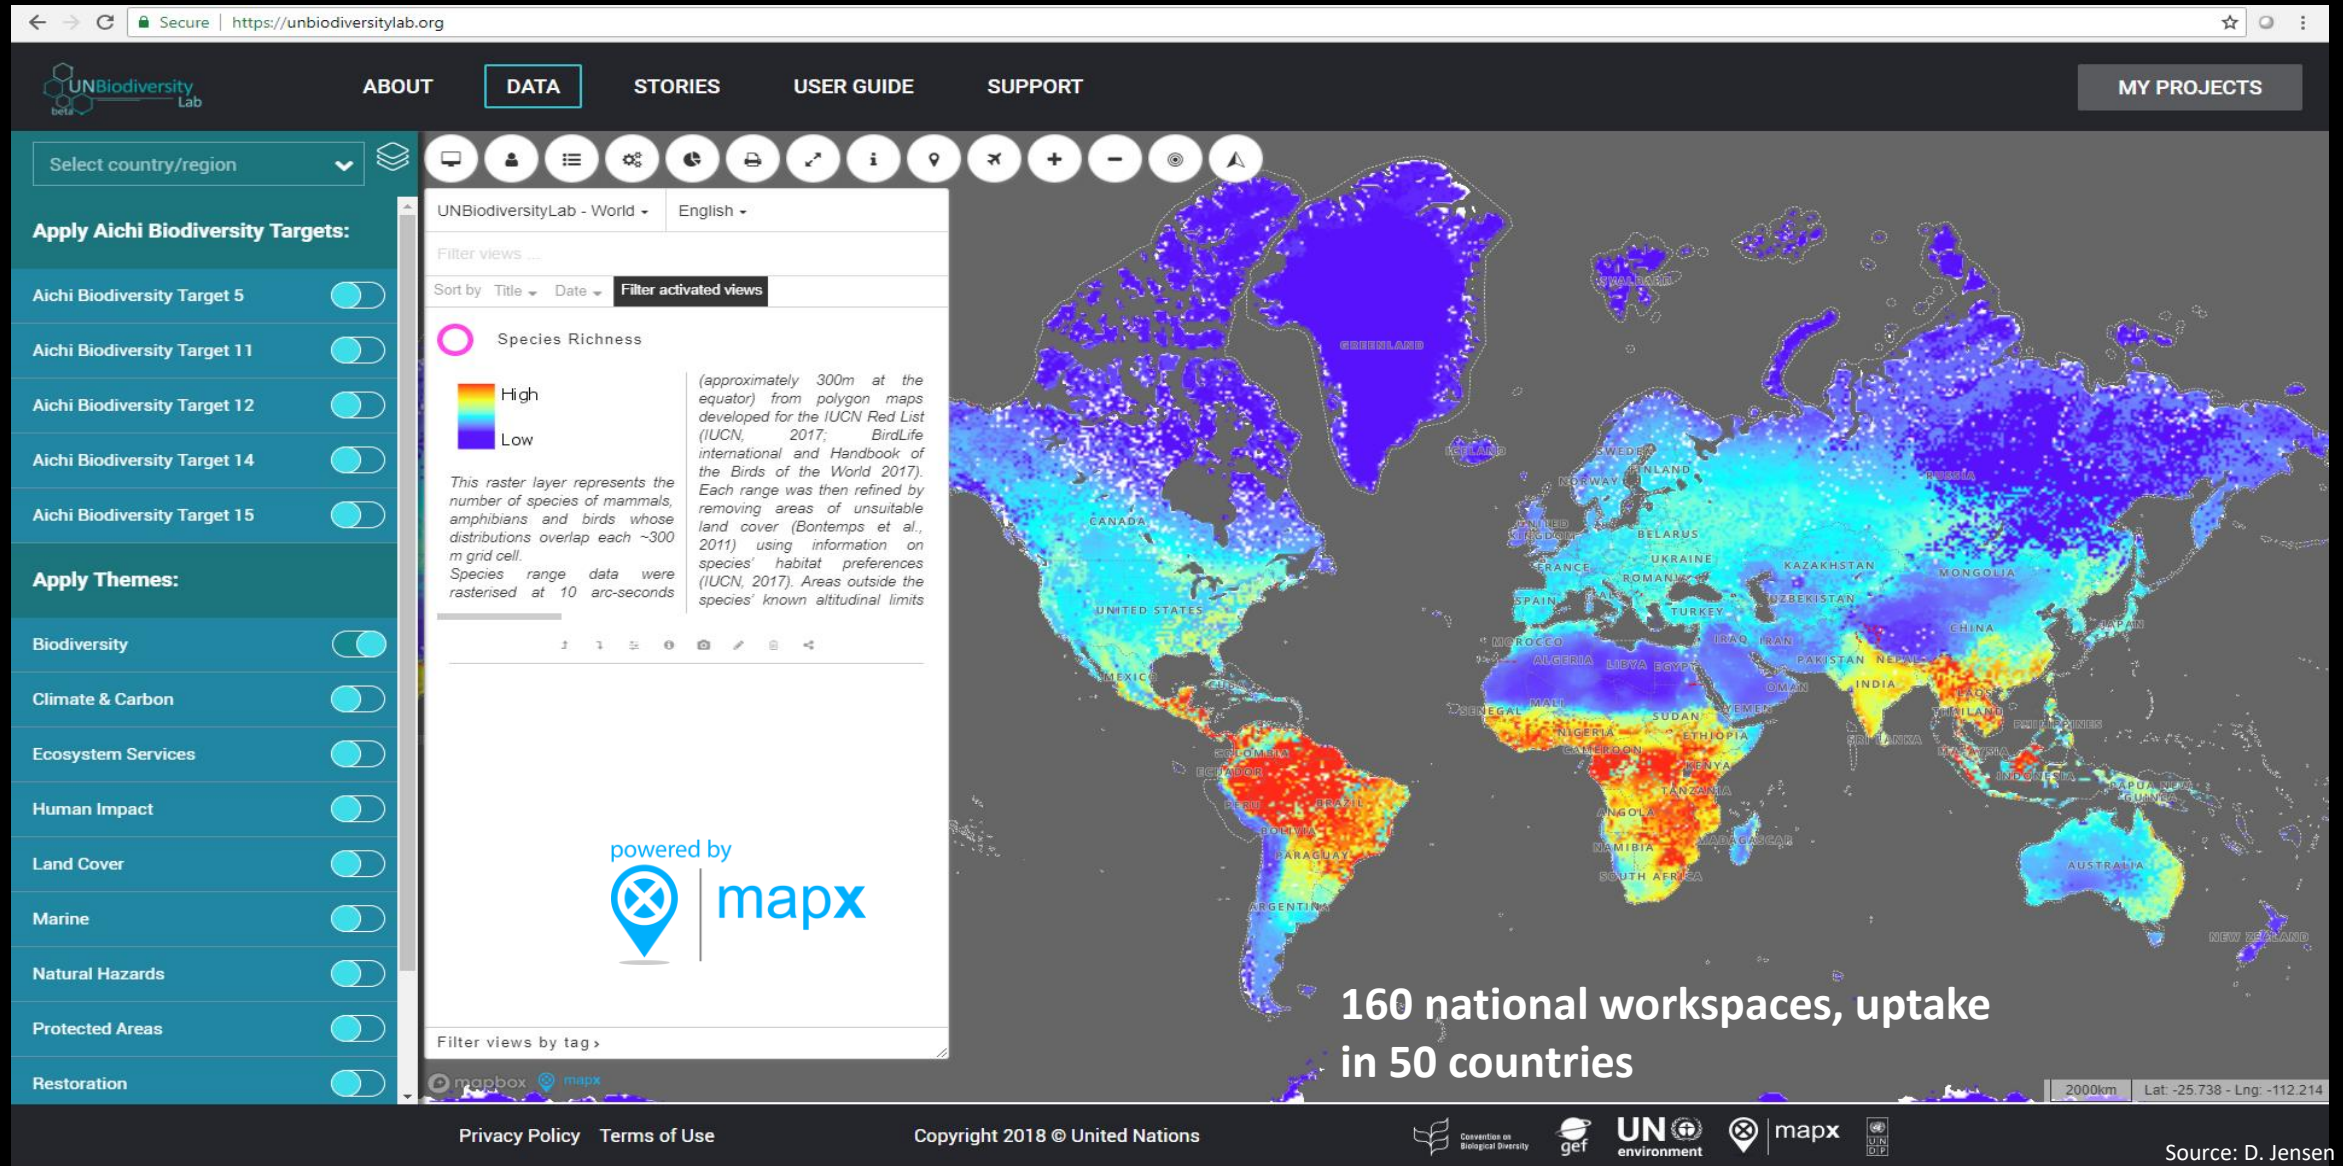 Secure | https://unbiodiversitylab.org
UNBiodiversity
Lab
beta
ABOUT
DATA
STORIES
USER GUIDE
SUPPORT
MY PROJECTS
Select country/region
Apply Aichi Biodiversity Targets:
Aichi Biodiversity Target 5
Aichi Biodiversity Target 11
Aichi Biodiversity Target 12
Aichi Biodiversity Target 14
Aichi Biodiversity Target 15
Apply Themes:
Biodiversity
Climate & Carbon
Ecosystem Services
Human Impact
Land Cover
Marine
Natural Hazards
Protected Areas
Restoration
UNBiodiversityLab - World
English
Filter views ...
Sort by Title Date Filter activated views
Species Richness
High
Low
This raster layer represents the
number of species of mammals,
amphibians and birds whose
distributions overlap each ~300
m grid cell.
Species range data were
rasterised at 10 arc-seconds
(approximately 300m at the
equator) from polygon maps
developed for the IUCN Red List
(IUCN, 2017; BirdLife
international and Handbook of
the Birds of the World 2017).
Each range was then refined by
removing areas of unsuitable
land cover (Bontemps et al.,
2011) using information on
species' habitat preferences
(IUCN, 2017). Areas outside the
species' known altitudinal limits
powered by
mapx
Filter views by tag ›
mapbox mapx
GREENLAND
SVALBARD
ICELAND
SWEDEN
FINLAND
NORWAY
RUSSIA
CANADA
UNITED
KINGDOM
BELARUS
UKRAINE
FRANCE
ROMANIA
KAZAKHSTAN
MONGOLIA
SPAIN
UZBEKISTAN
TURKEY
UNITED STATES
CHINA
JAPAN
MOROCCO
IRAQ
IRAN
ALGERIA
LIBYA
EGYPT
PAKISTAN
NEPAL
MEXICO
CUBA
OMAN
INDIA
LAOS
MALI
SENEGAL
SUDAN
YEMEN
THAILAND
PHILIPPINES
NIGERIA
ETHIOPIA
SRI LANKA
CAMEROON
COLOMBIA
MALAYSIA
ECUADOR
KENYA
INDONESIA
PERU
BRAZIL
TANZANIA
PAPUA NEW
GUINEA
ANGOLA
BOLIVIA
MADAGASCAR
NAMIBIA
PARAGUAY
AUSTRALIA
SOUTH AFRICA
ARGENTINA
NEW ZEALAND
160 national workspaces, uptake
in 50 countries
2000km
Lat: -25.738 - Lng: -112.214
Privacy Policy
Terms of Use
Copyright 2018 © United Nations
Convention on
Biological Diversity
gef
UN
environment
mapx
UN
DP
Source: D. Jensen